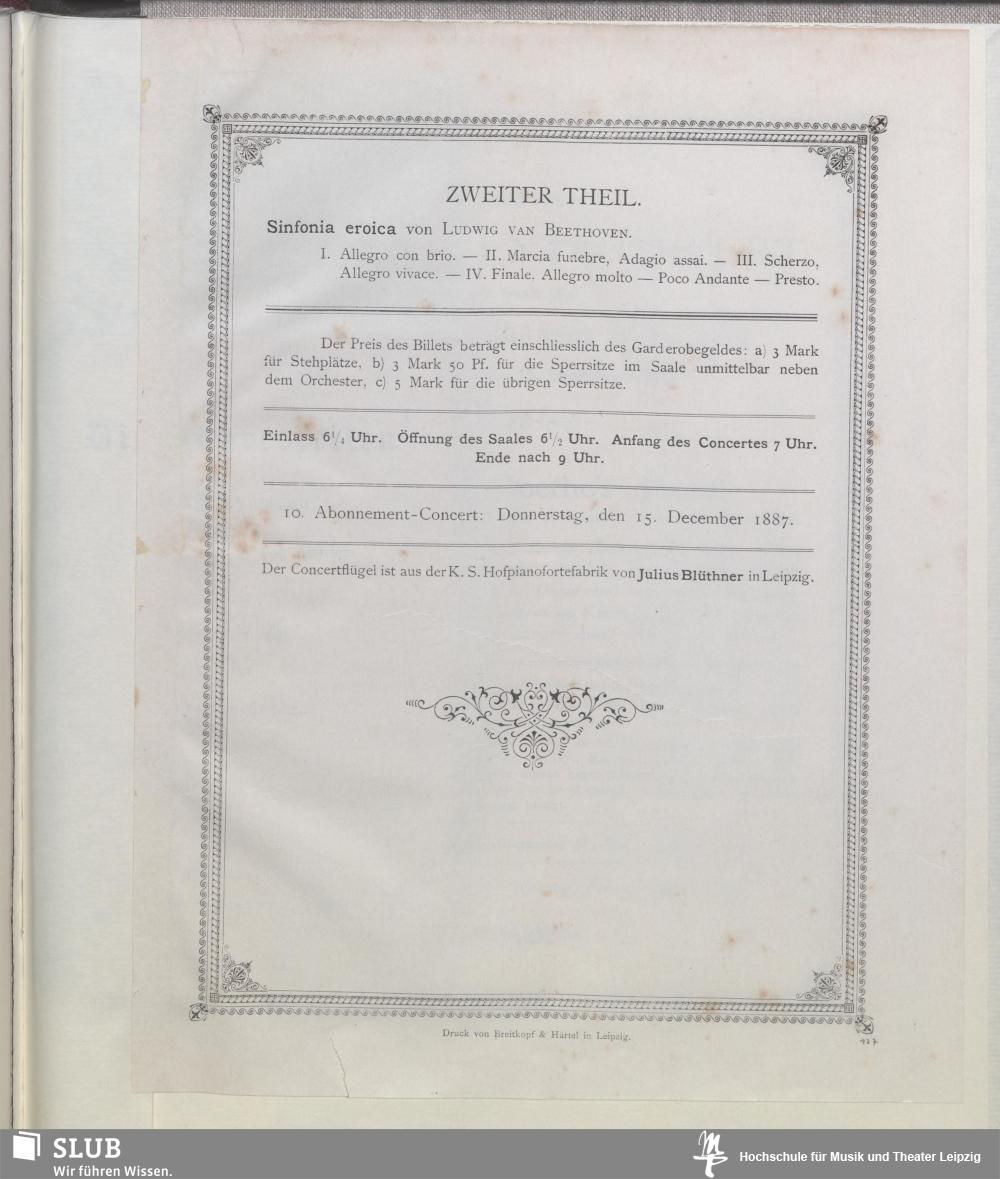 ZWEITER THEIL.
Sinfonia eroica von LUDWIG VAN BEETHOVEN.
I. Allegro con brio. — II. Marcia funebre, Adagio assai. — III. Scherzo,
Allegro vivace. — IV. Finale. Allegro molto — Poco Andante — Presto.
Der Preis des Billets beträgt einschliesslich des Garderobegeldes: a) 3 Mark
für Stehplätze, b) 3 Mark 50 Pf. für die Sperrsitze im Saale unmittelbar neben
dem Orchester, c) 5 Mark für die übrigen Sperrsitze.
Einlass 6¼ Uhr. Öffnung des Saales 6½ Uhr. Anfang des Concertes 7 Uhr.
Ende nach 9 Uhr.
10. Abonnement-Concert: Donnerstag, den 15. December 1887.
Der Concertflügel ist aus der K. S. Hofpianofortefabrik von Julius Blüthner in Leipzig.
Druck von Breitkopf & Härtel in Leipzig.
127
SLUB
Wir führen Wissen.
Hochschule für Musik und Theater Leipzig